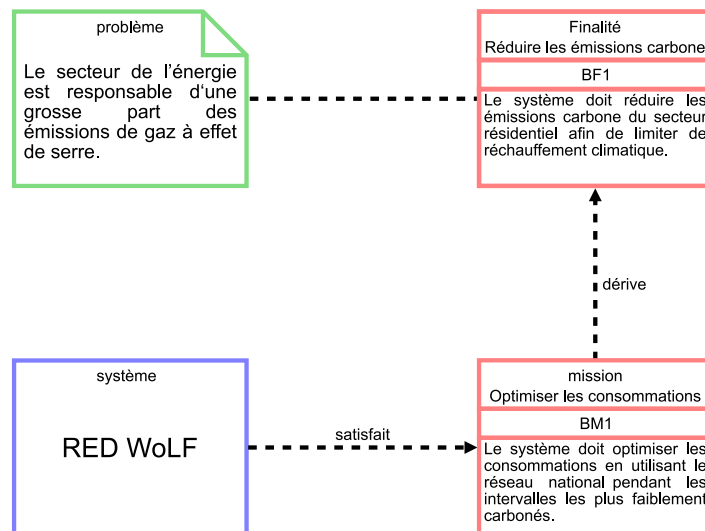 problème
Le secteur de l'énergie
est responsable d'une
grosse part des
émissions de gaz à effet
de serre.
Finalité
Réduire les émissions carbone
BF1
Le système doit réduire les
émissions carbone du secteur
résidentiel afin de limiter de
réchauffement climatique.
dérive
système
RED WoLF
satisfait
mission
Optimiser les consommations
BM1
Le système doit optimiser les
consommations en utilisant le
réseau national pendant les
intervalles les plus faiblement
carbonés.